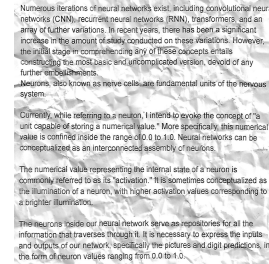 Numerous iterations of neural networks exist, including convolutional neur
networks (CNN), recurrent neural networks (RNN), transformers, and an
array of further variations. In recent years, there has been a significant
increase in the amount of study conducted on these variations. However,
the initial stage in comprehending any of these concepts entails
constructing the most basic and uncomplicated version, devoid of any
further embellishments.
Neurons, also known as nerve cells, are fundamental units of the nervous
system.
Currently, while referring to a neuron, I intend to evoke the concept of "a
unit capable of storing a numerical value." More specifically, this numerical
value is confined inside the range of 0.0 to 1.0. Neural networks can be
conceptualized as an interconnected assembly of neurons.
The numerical value representing the internal state of a neuron is
commonly referred to as its "activation." It is sometimes conceptualized as
the illumination of a neuron, with higher activation values corresponding to
a brighter illumination.
The neurons inside our neural network serve as repositories for all the
information that traverses through it. It is necessary to express the inputs
and outputs of our network, specifically the pictures and digit predictions, in
the form of neuron values ranging from 0.0 to 1.0.